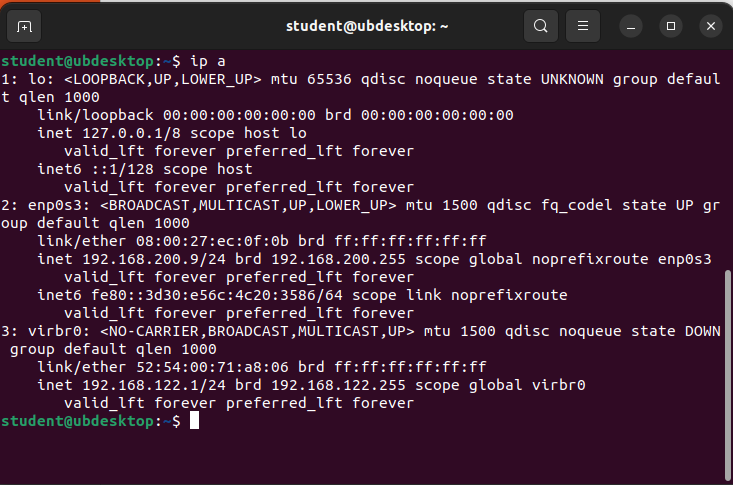 student@ubdesktop: ~
student@ubdesktop:~$ ip a
1: lo: <LOOPBACK,UP,LOWER_UP> mtu 65536 qdisc noqueue state UNKNOWN group defaul
t qlen 1000
    link/loopback 00:00:00:00:00:00 brd 00:00:00:00:00:00
    inet 127.0.0.1/8 scope host lo
       valid_lft forever preferred_lft forever
    inet6 ::1/128 scope host
       valid_lft forever preferred_lft forever
2: enp0s3: <BROADCAST,MULTICAST,UP,LOWER_UP> mtu 1500 qdisc fq_codel state UP gr
oup default qlen 1000
    link/ether 08:00:27:ec:0f:0b brd ff:ff:ff:ff:ff:ff
    inet 192.168.200.9/24 brd 192.168.200.255 scope global noprefixroute enp0s3
       valid_lft forever preferred_lft forever
    inet6 fe80::3d30:e56c:4c20:3586/64 scope link noprefixroute
       valid_lft forever preferred_lft forever
3: virbr0: <NO-CARRIER,BROADCAST,MULTICAST,UP> mtu 1500 qdisc noqueue state DOWN
 group default qlen 1000
    link/ether 52:54:00:71:a8:06 brd ff:ff:ff:ff:ff:ff
    inet 192.168.122.1/24 brd 192.168.122.255 scope global virbr0
       valid_lft forever preferred_lft forever
student@ubdesktop:~$